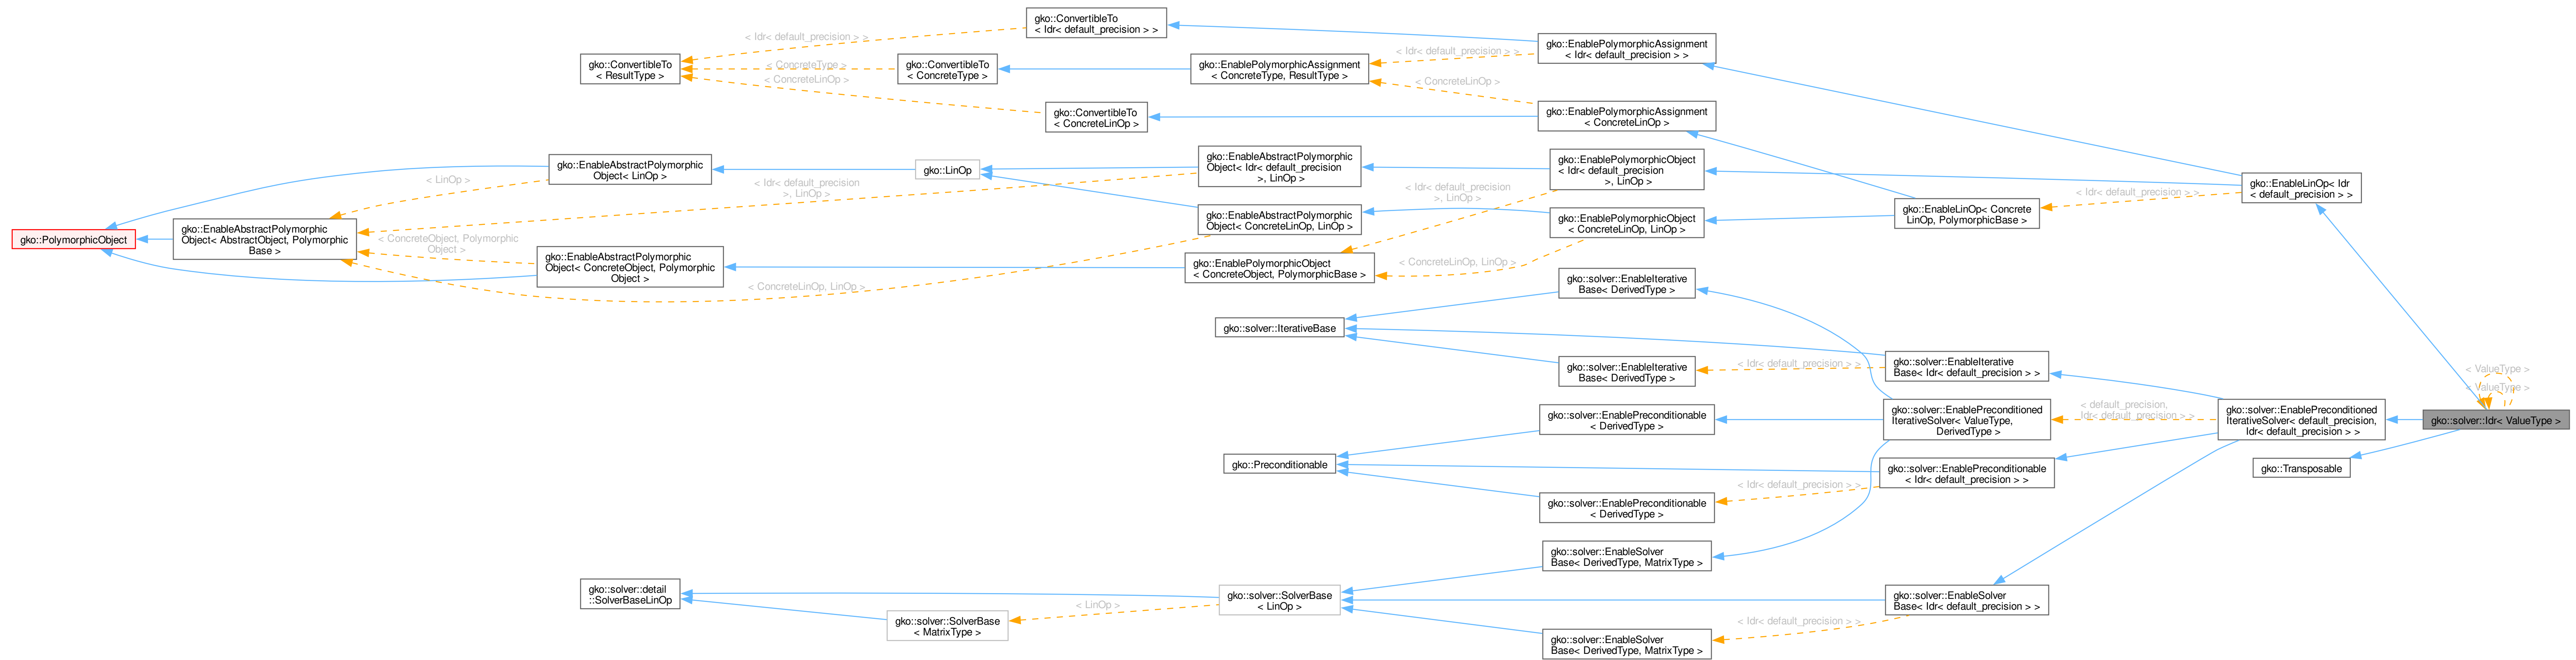 gko::ConvertibleTo
< Idr< default_precision > >
< Idr< default_precision > >
gko::EnablePolymorphicAssignment
< Idr< default_precision > >
gko::ConvertibleTo
< ResultType >
< ConcreteType >
gko::ConvertibleTo
< ConcreteType >
gko::EnablePolymorphicAssignment
< ConcreteType, ResultType >
< Idr< default_precision > >
< ConcreteLinOp >
< ConcreteLinOp >
gko::ConvertibleTo
< ConcreteLinOp >
gko::EnablePolymorphicAssignment
< ConcreteLinOp >
gko::EnableAbstractPolymorphic
Object< LinOp >
gko::LinOp
gko::EnableAbstractPolymorphic
Object< Idr< default_precision
>, LinOp >
gko::EnablePolymorphicObject
< Idr< default_precision
>, LinOp >
gko::EnableLinOp< Idr
< default_precision > >
< LinOp >
< Idr< default_precision
>, LinOp >
< Idr< default_precision
>, LinOp >
< Idr< default_precision > >
gko::PolymorphicObject
gko::EnableAbstractPolymorphic
Object< AbstractObject, Polymorphic
Base >
< ConcreteObject, Polymorphic
Object >
gko::EnableAbstractPolymorphic
Object< ConcreteLinOp, LinOp >
gko::EnablePolymorphicObject
< ConcreteLinOp, LinOp >
gko::EnableLinOp< Concrete
LinOp, PolymorphicBase >
gko::EnableAbstractPolymorphic
Object< ConcreteObject, Polymorphic
Object >
gko::EnablePolymorphicObject
< ConcreteObject, PolymorphicBase >
< ConcreteLinOp, LinOp >
< ConcreteLinOp, LinOp >
gko::solver::EnableIterative
Base< DerivedType >
gko::solver::IterativeBase
gko::solver::EnableIterative
Base< DerivedType >
< Idr< default_precision > >
gko::solver::EnableIterative
Base< Idr< default_precision > >
< ValueType >
< ValueType >
gko::solver::EnablePreconditionable
< DerivedType >
gko::solver::EnablePreconditioned
IterativeSolver< ValueType,
DerivedType >
< default_precision,
Idr< default_precision > >
gko::solver::EnablePreconditioned
IterativeSolver< default_precision,
Idr< default_precision > >
gko::solver::Idr< ValueType >
gko::Preconditionable
gko::solver::EnablePreconditionable
< Idr< default_precision > >
gko::Transposable
< Idr< default_precision > >
gko::solver::EnablePreconditionable
< DerivedType >
gko::solver::EnableSolver
Base< DerivedType, MatrixType >
gko::solver::detail
::SolverBaseLinOp
gko::solver::SolverBase
< LinOp >
gko::solver::EnableSolver
Base< Idr< default_precision > >
< LinOp >
gko::solver::SolverBase
< MatrixType >
< Idr< default_precision > >
gko::solver::EnableSolver
Base< DerivedType, MatrixType >